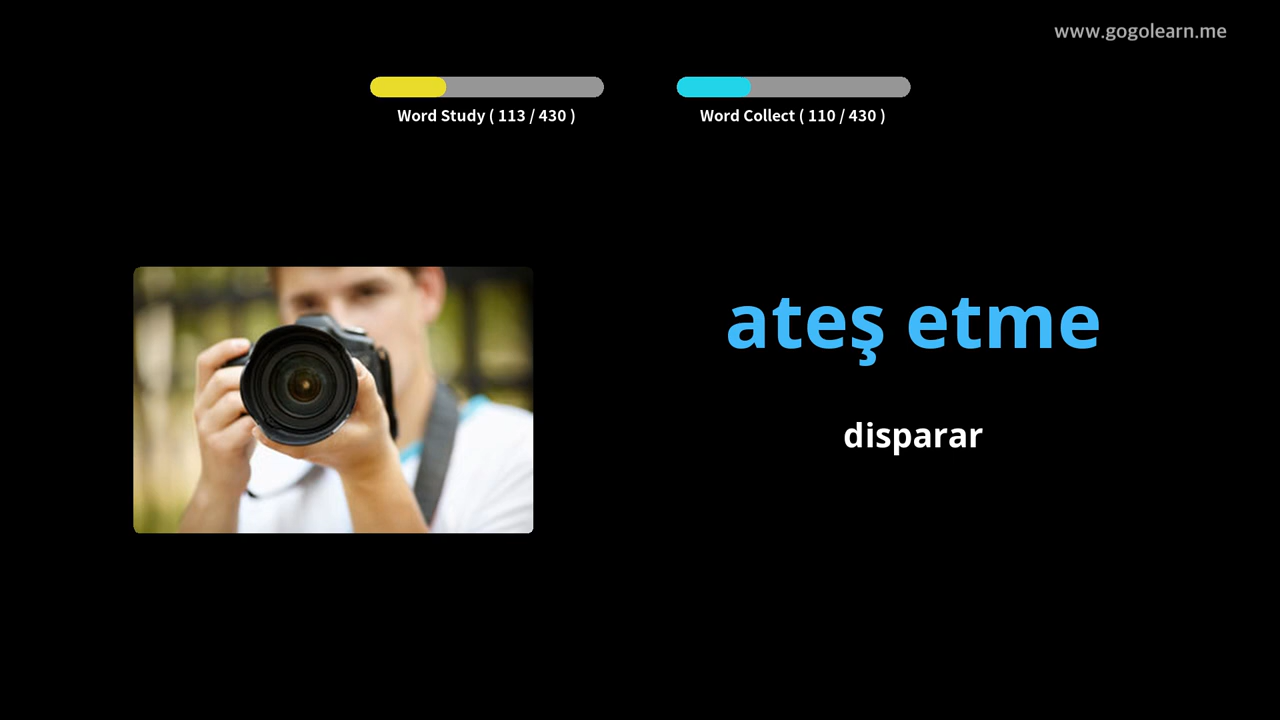 www.gogolearn.me
Word Study ( 113 / 430 )
Word Collect ( 110 / 430 )
ateş etme
disparar